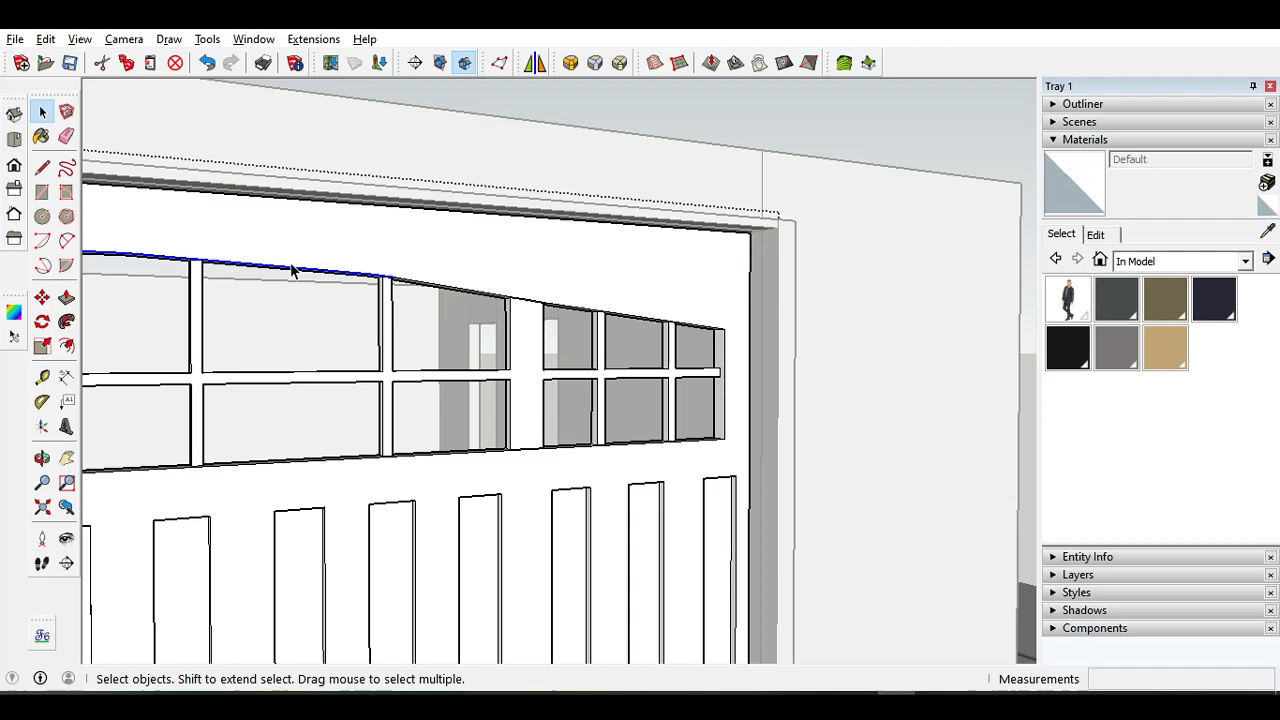 File Edit View Camera Draw Tools Window Extensions Help
Tray 1
Outliner
Scenes
Materials
Default
Select Edit
In Model
Entity Info
Layers
Styles
Shadows
Components
Select objects. Shift to extend select. Drag mouse to select multiple.
Measurements